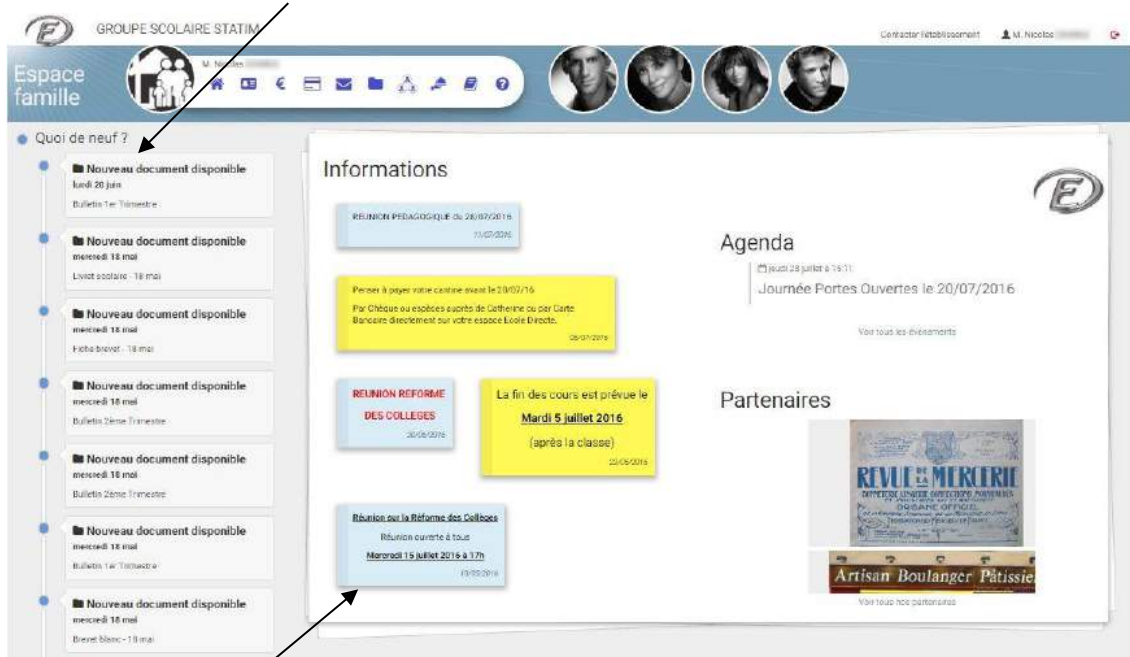 GROUPE SCOLAIRE STATIM
Contacter l'établissement
M. Nicolas
Espace
famille
M. Nicolas
Quoi de neuf ?
Nouveau document disponible
lundi 20 juin
Bulletin 1er Trimestre
Nouveau document disponible
mercredi 18 mai
Livret scolaire - 18 mai
Nouveau document disponible
mercredi 18 mai
Fiche brevet - 18 mai
Nouveau document disponible
mercredi 18 mai
Bulletin 2ème Trimestre
Nouveau document disponible
mercredi 18 mai
Bulletin 2ème Trimestre
Nouveau document disponible
mercredi 18 mai
Bulletin 1er Trimestre
Nouveau document disponible
mercredi 18 mai
Brevet blanc - 18 mai
Informations
REUNION PEDAGOGIQUE du 28/07/2016
11/07/2016
Penser à payer votre cantine avant le 20/07/16
Par Chèque ou espèces auprès de Catherine ou par Carte
Bancaire directement sur votre espace Ecole Directe.
REUNION REFORME
DES COLLEGES
La fin des cours est prévue le
Mardi 5 juillet 2016
(après la classe)
Réunion sur la Réforme des Collèges
Réunion ouverte à tous
Mercredi 15 juillet 2016 à 17h
E
Agenda
jeudi 28 juillet à 15:11
Journée Portes Ouvertes le 20/07/2016
Voir tous les événements
Partenaires
REVUE DE LA MERCERIE
ORGANE OFFICIEL
Artisan Boulanger Pâtissie
Voir tous nos partenaires